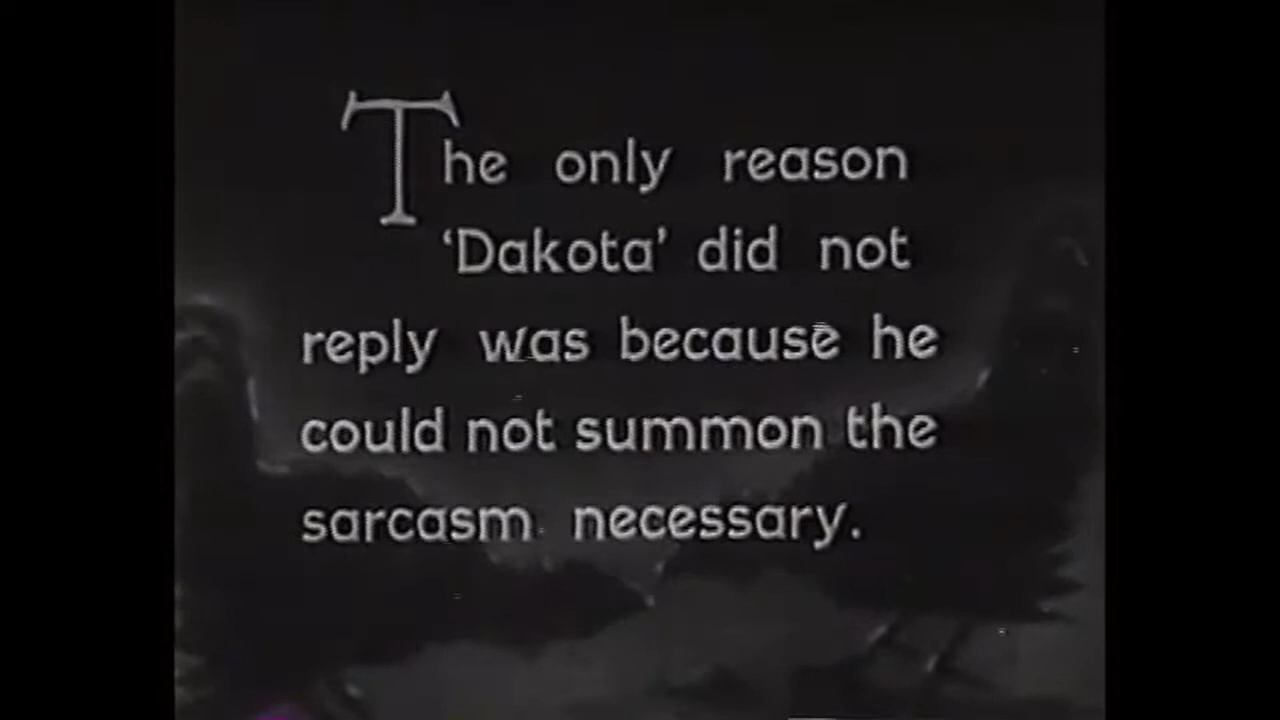 The only reason
‘Dakota’ did not
reply was because he
could not summon the
sarcasm necessary.